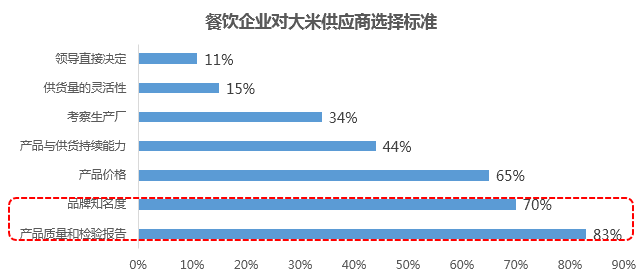 餐饮企业对大米供应商选择标准
领导直接决定 11%
供货量的灵活性 15%
考察生产厂 34%
产品与供货持续能力 44%
产品价格 65%
品牌知名度 70%
产品质量和检验报告 83%
0% 10% 20% 30% 40% 50% 60% 70% 80% 90%